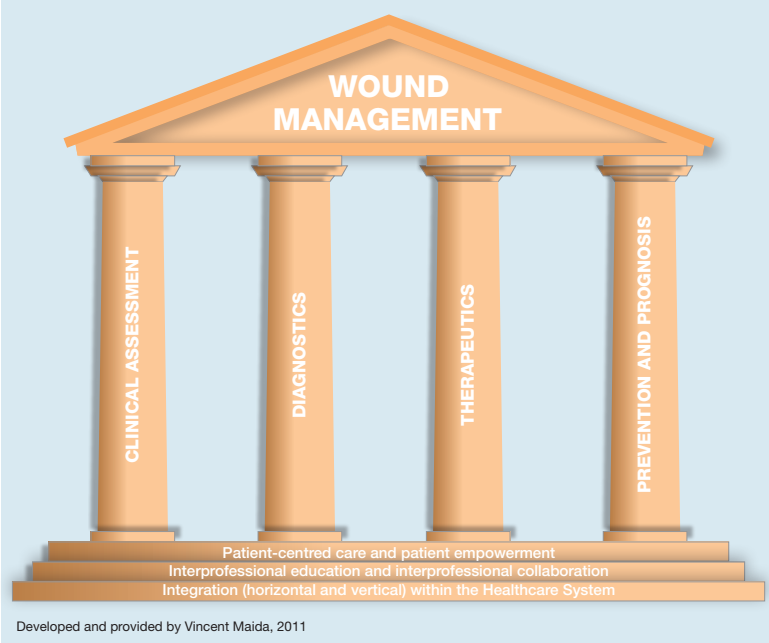 WOUND
MANAGEMENT
CLINICAL ASSESSMENT
DIAGNOSTICS
THERAPEUTICS
PREVENTION AND PROGNOSIS
Patient-centred care and patient empowerment
Interprofessional education and interprofessional collaboration
Integration (horizontal and vertical) within the Healthcare System
Developed and provided by Vincent Maida, 2011